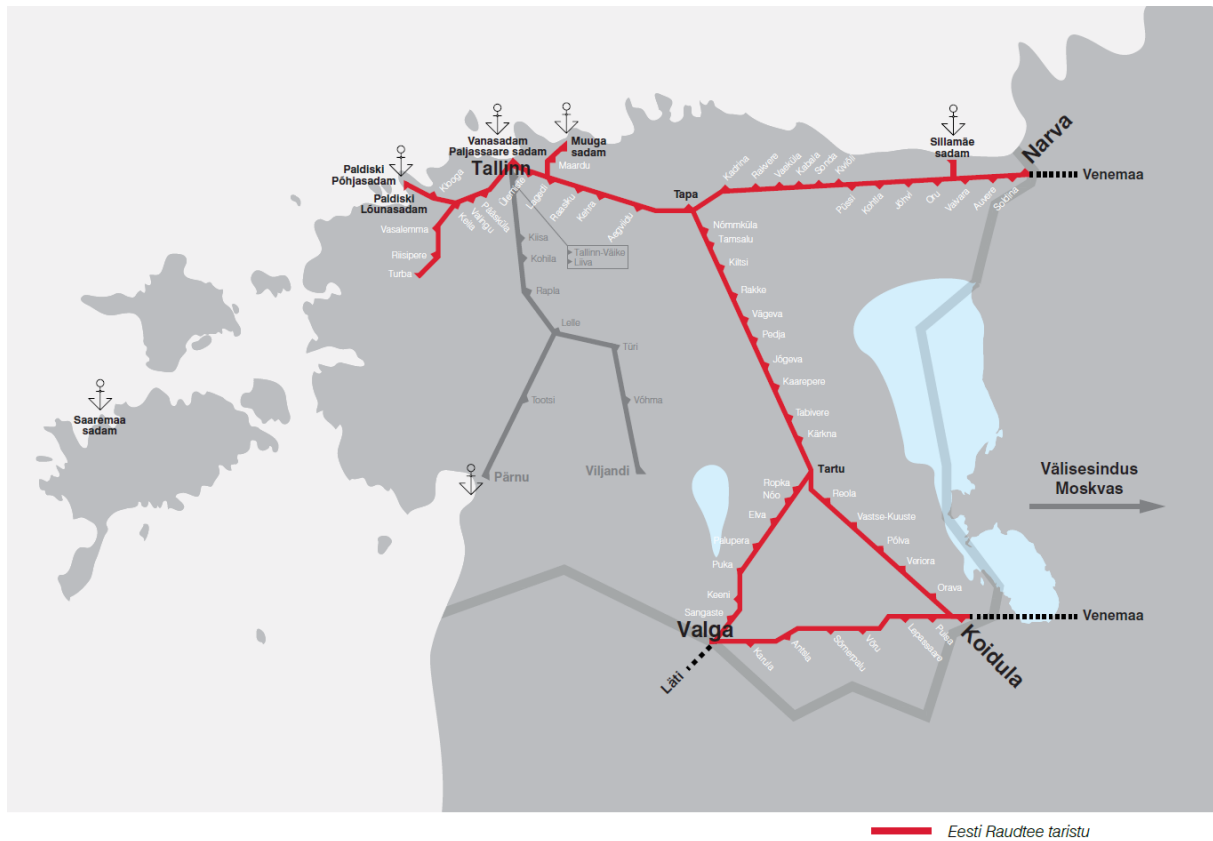 Vanasadam
Paljassaare sadam
Tallinn
Muuga
sadam
Maardu
Paldiski
Põhjasadam
Paldiski
Lõunasadam
Klooga
Keila
Valingu
Pääsküla
Ülemiste
Lagedi
Raasiku
Kehra
Aegviidu
Vasalemma
Riisipere
Turba
Tallinn-Väike
Liiva
Kiisa
Kohila
Rapla
Lelle
Türi
Tootsi
Võhma
Pärnu
Viljandi
Saaremaa
sadam
Tapa
Kadrina
Rakvere
Vaeküla
Kabala
Sonda
Püssi
Kohtla
Jõhvi
Oru
Vaivara
Auvere
Soldina
Sillamäe
sadam
Narva
Venemaa
Nõmmküla
Tamsalu
Kiltsi
Rakke
Vägeva
Pedja
Jõgeva
Kaarepere
Tabivere
Kärkna
Tartu
Ropka
Nõo
Elva
Palupera
Puka
Keeni
Sangaste
Valga
Läti
Reola
Vastse-Kuuste
Põlva
Veriora
Orava
Karula
Antsla
Sõmerpalu
Võru
Lepassaare
Koidula
Venemaa
Välisesindus
Moskvas
Eesti Raudtee taristu